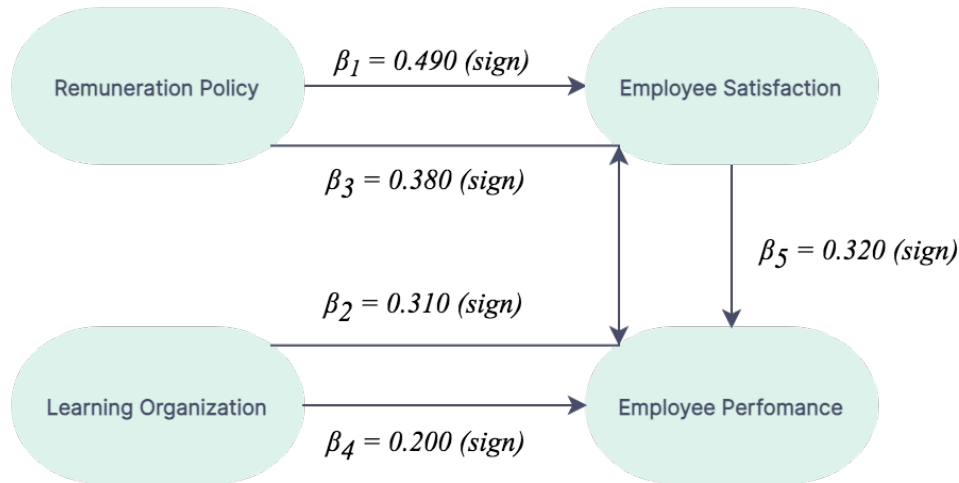 β1 = 0.490 (sign)
Remuneration Policy
Employee Satisfaction
β3 = 0.380 (sign)
β5 = 0.320 (sign)
β2 = 0.310 (sign)
Learning Organization
Employee Perfomance
β4 = 0.200 (sign)